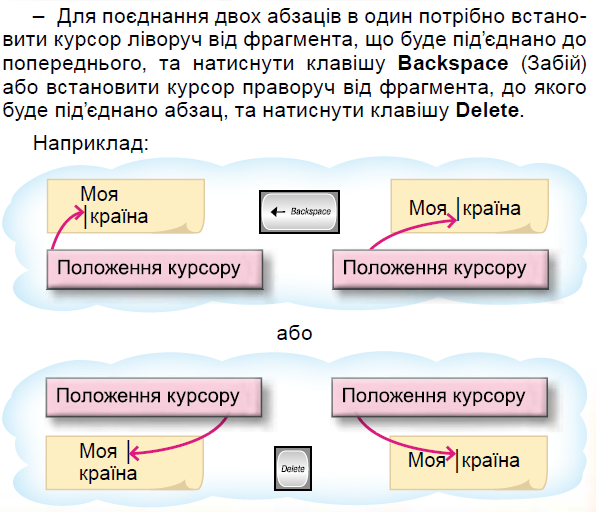 – Для поєднання двох абзаців в один потрібно встано-
вити курсор ліворуч від фрагмента, що буде під’єднано до
попереднього, та натиснути клавішу Backspace (Забій)
або встановити курсор праворуч від фрагмента, до якого
буде під’єднано абзац, та натиснути клавішу Delete.
Наприклад:
Моя
країна
← Backspace
Моя країна
Положення курсору
Положення курсору
або
Положення курсору
Положення курсору
Моя
країна
Delete
Моя країна